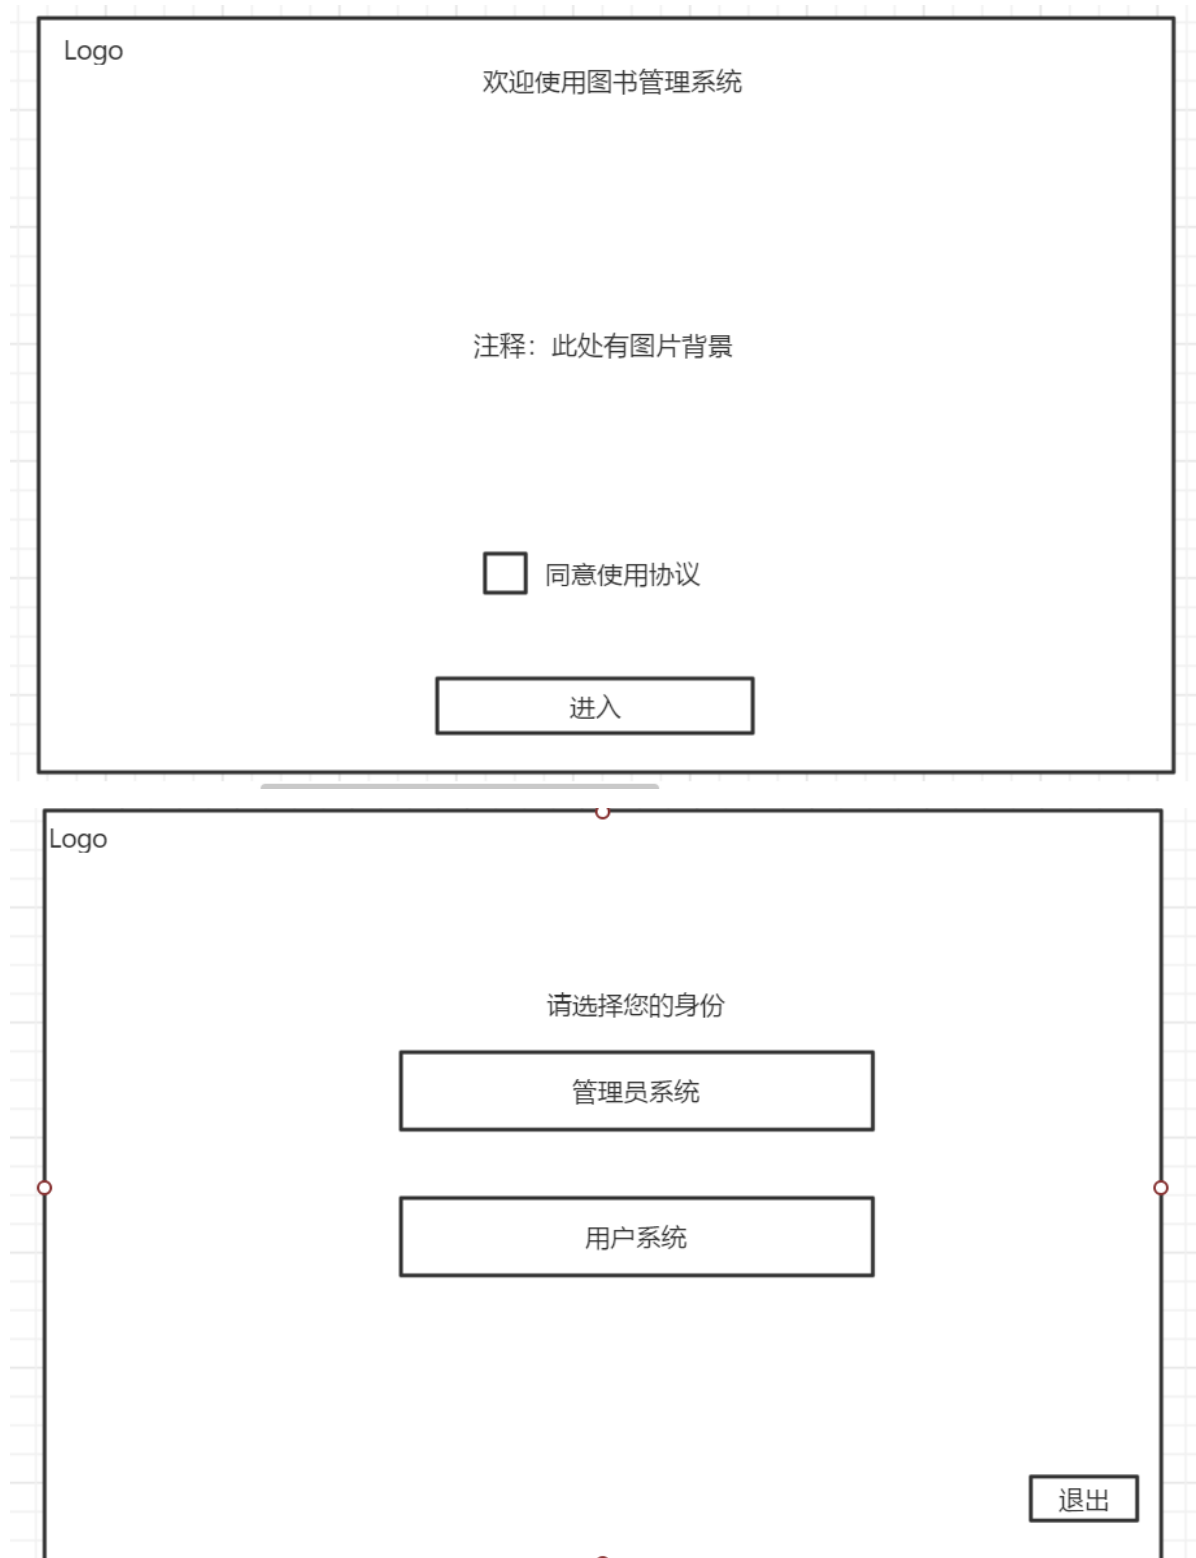 Logo
欢迎使用图书管理系统
注释：此处有图片背景
同意使用协议
进入
Logo
请选择您的身份
管理员系统
用户系统
退出